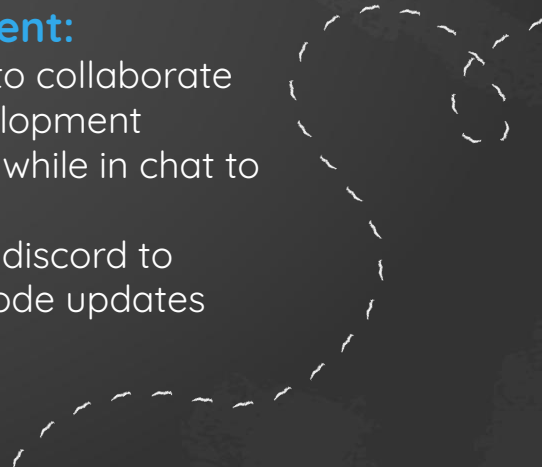 ent:
to collaborate
lopment
while in chat to
discord to
ode updates